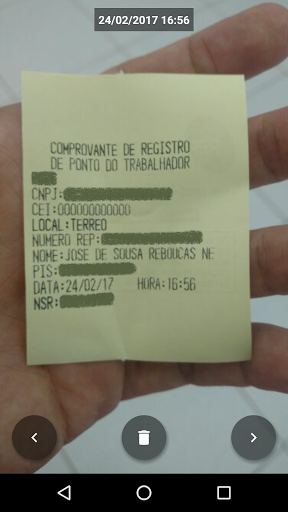 24/02/2017 16:56
COMPROVANTE DE REGISTRO
DE PONTO DO TRABALHADOR
CNPJ:
CEI:000000000000
LOCAL:TERREO
NUMERO REP:
NOME:JOSE DE SOUSA REBOUCAS NE
PIS:
DATA:24/02/17 HORA:16:56
NSR: